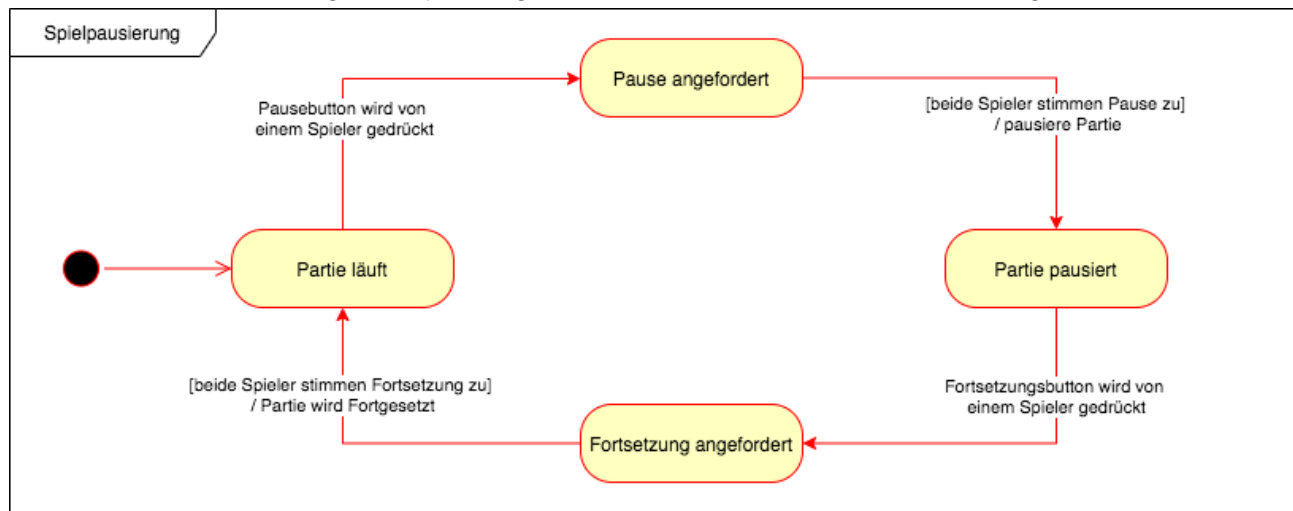 Spielpausierung
Pause angefordert
Pausebutton wird von
einem Spieler gedrückt
[beide Spieler stimmen Pause zu]
/ pausiere Partie
Partie läuft
Partie pausiert
[beide Spieler stimmen Fortsetzung zu]
/ Partie wird Fortgesetzt
Fortsetzungsbutton wird von
einem Spieler gedrückt
Fortsetzung angefordert